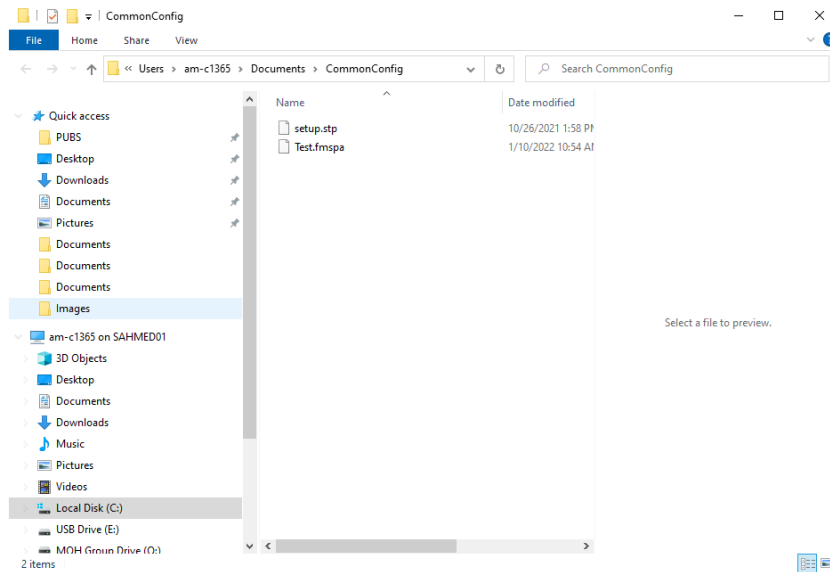 CommonConfig
File Home Share View
« Users › am-c1365 › Documents › CommonConfig
Search CommonConfig
Quick access
PUBS
Desktop
Downloads
Documents
Pictures
Documents
Documents
Documents
Images
am-c1365 on SAHMED01
3D Objects
Desktop
Documents
Downloads
Music
Pictures
Videos
Local Disk (C:)
USB Drive (E:)
MOH Group Drive (O:)
Name Date modified
setup.stp 10/26/2021 1:58 PM
Test.fmspa 1/10/2022 10:54 AM
Select a file to preview.
2 items